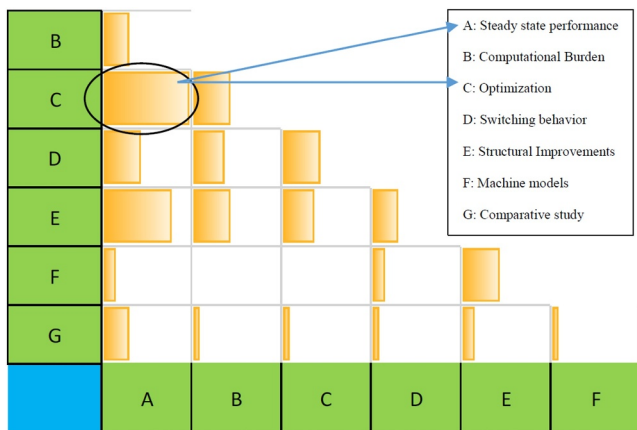 B
C
D
E
F
G
A B C D E F
A: Steady state performance
B: Computational Burden
C: Optimization
D: Switching behavior
E: Structural Improvements
F: Machine models
G: Comparative study